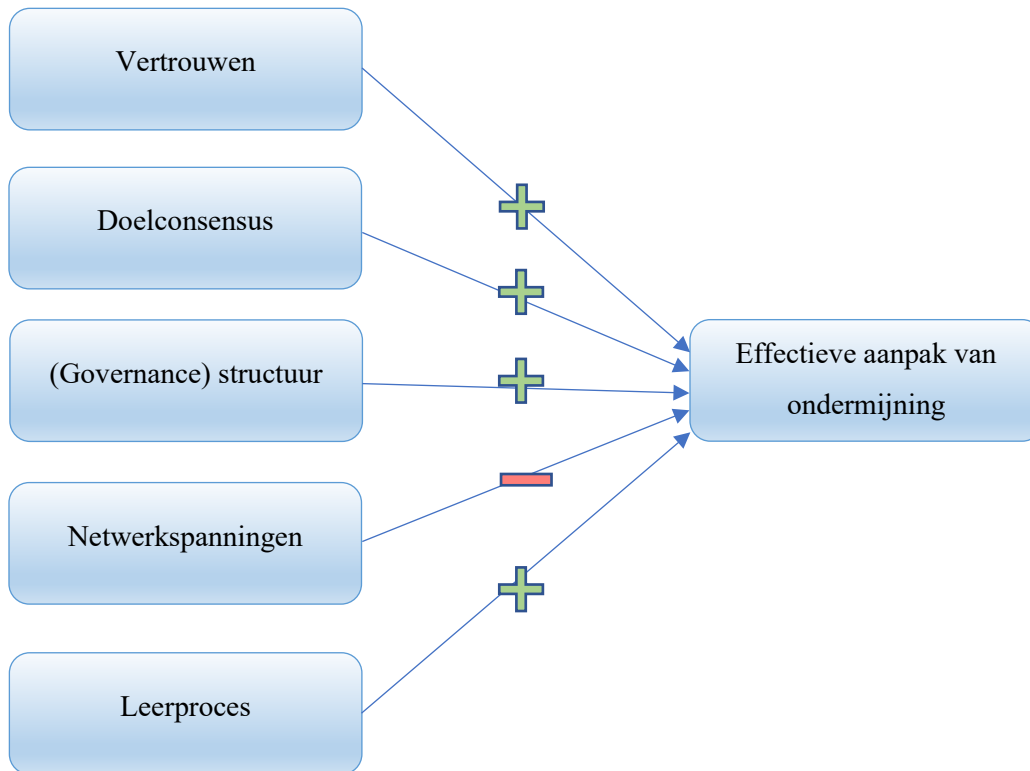 Vertrouwen
Doelconsensus
(Governance) structuur
Netwerkspanningen
Leerproces
Effectieve aanpak van
ondermijning